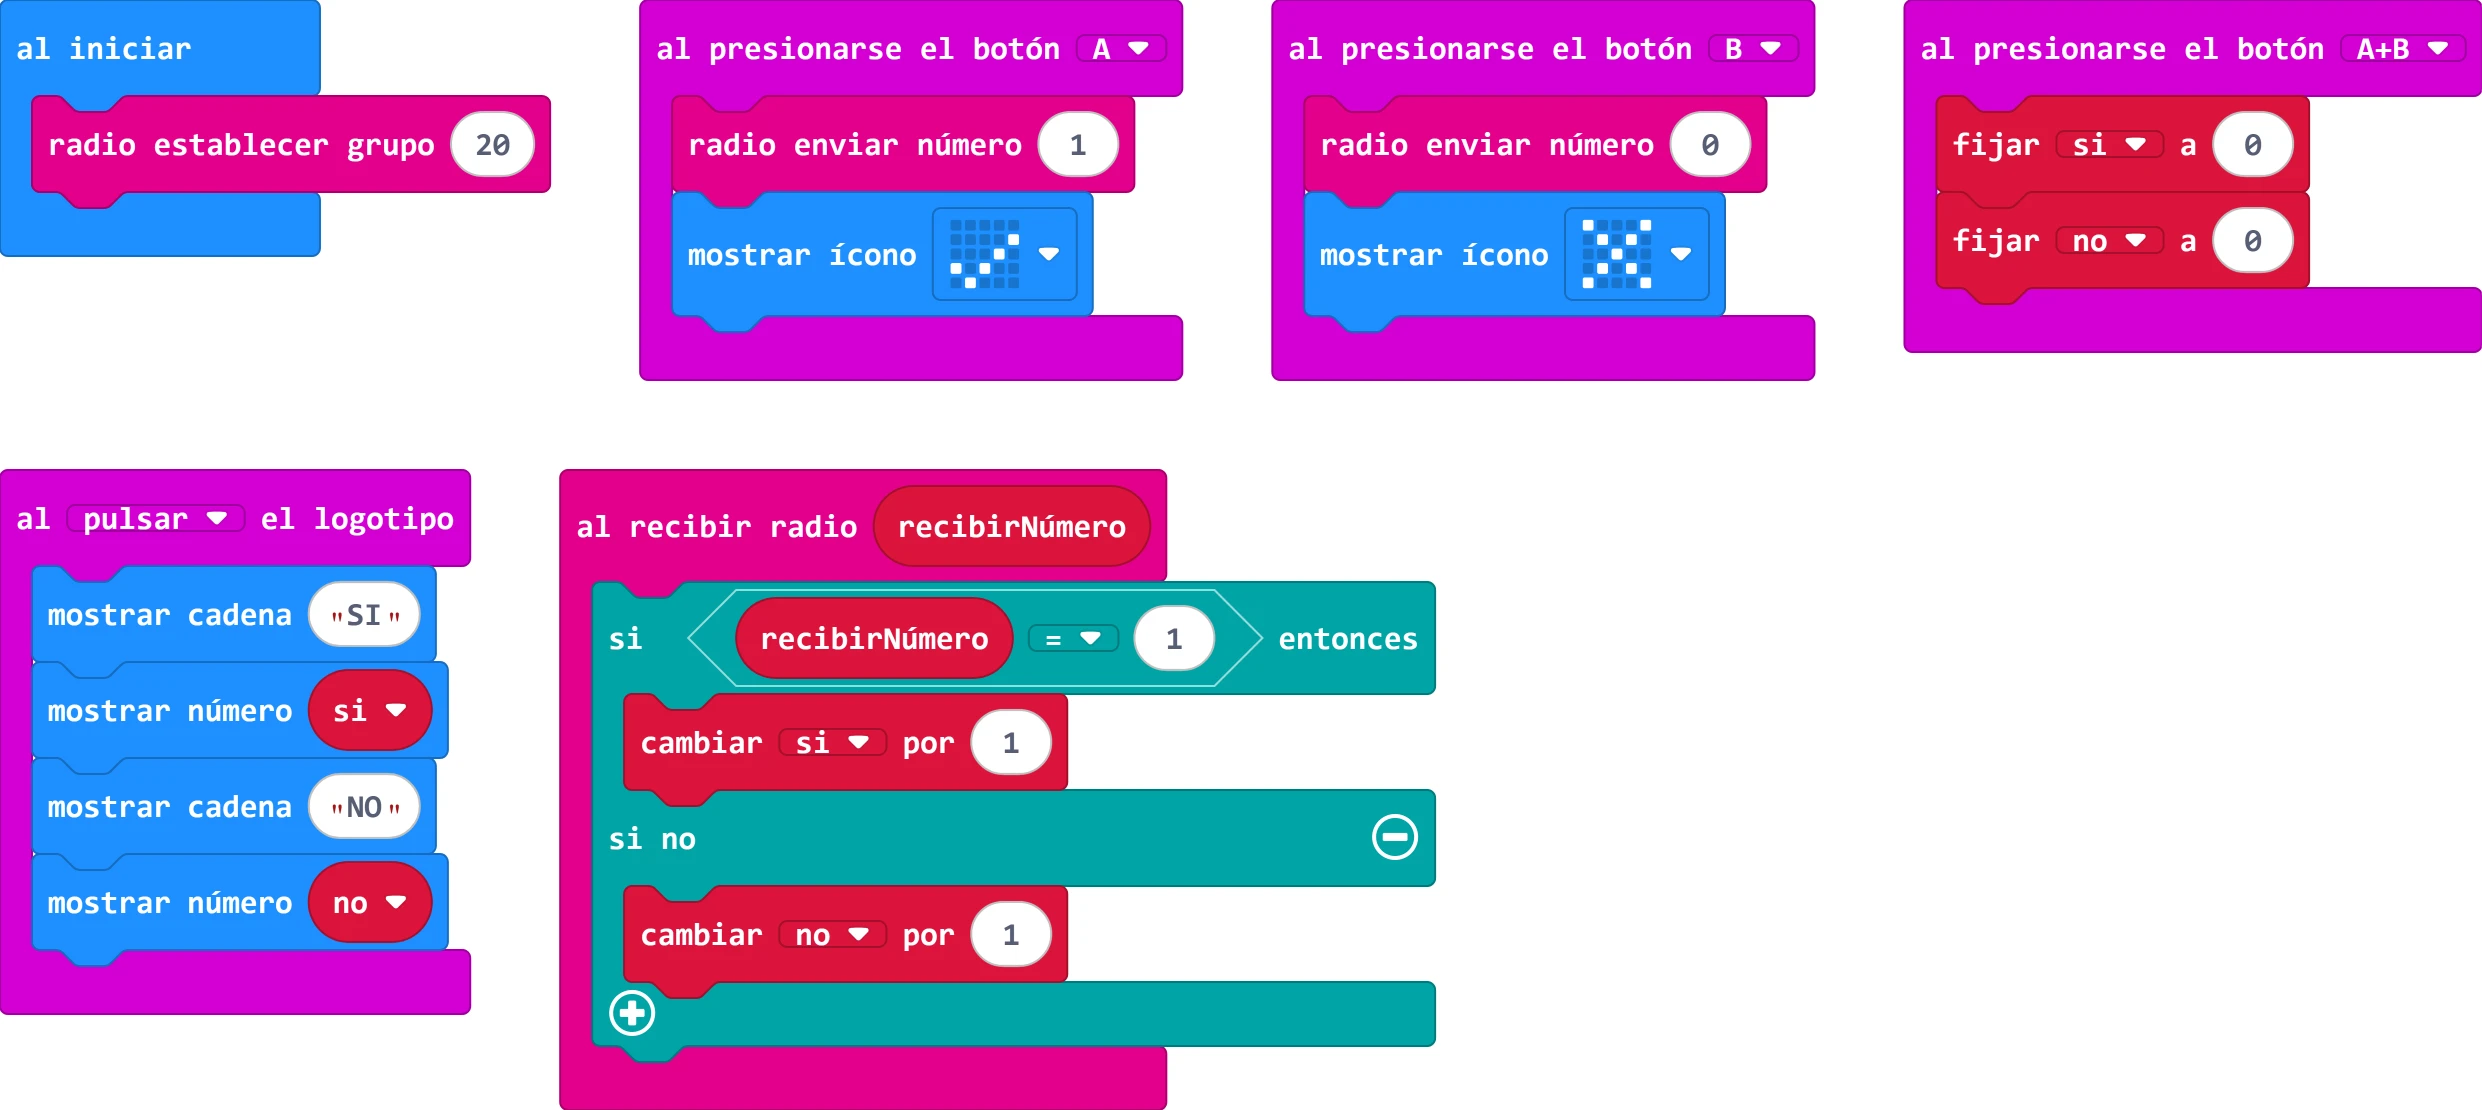 al iniciar
radio establecer grupo 20
al presionarse el botón A
radio enviar número 1
mostrar ícono
al presionarse el botón B
radio enviar número 0
mostrar ícono
al presionarse el botón A+B
fijar si a 0
fijar no a 0
al pulsar el logotipo
mostrar cadena "SI"
mostrar número si
mostrar cadena "NO"
mostrar número no
al recibir radio recibirNúmero
si recibirNúmero = 1 entonces
cambiar si por 1
si no
cambiar no por 1